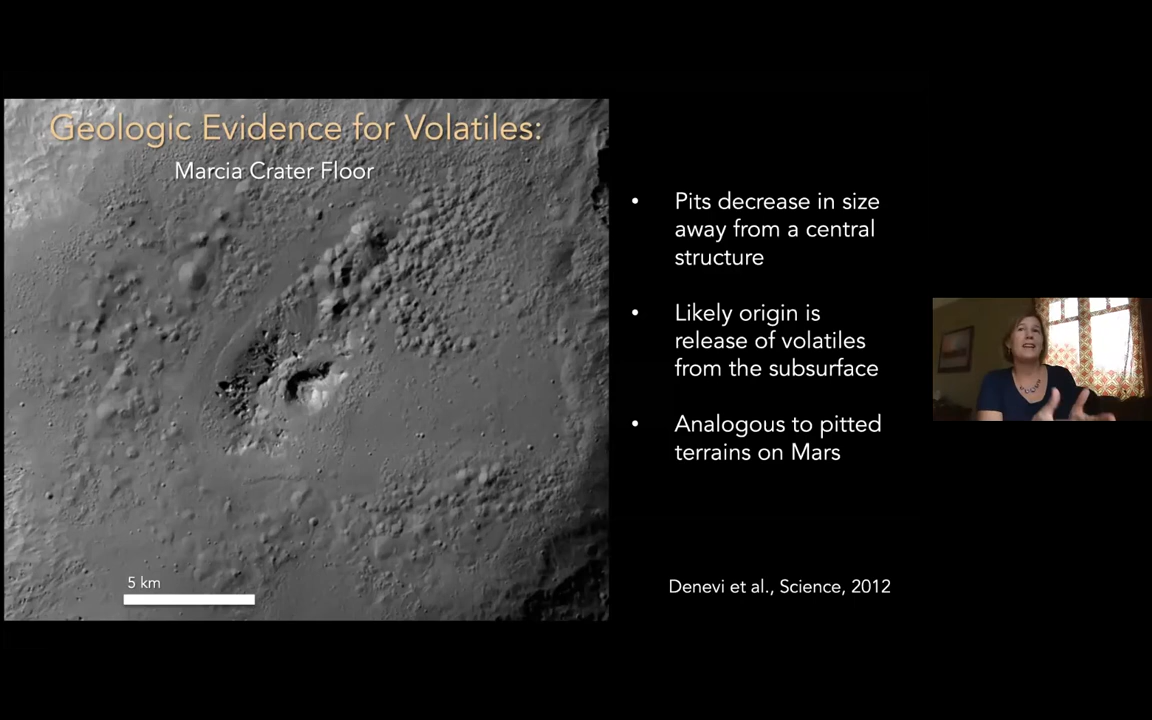 Geologic Evidence for Volatiles:
Marcia Crater Floor
• Pits decrease in size
away from a central
structure
• Likely origin is
release of volatiles
from the subsurface
• Analogous to pitted
terrains on Mars
5 km
Denevi et al., Science, 2012